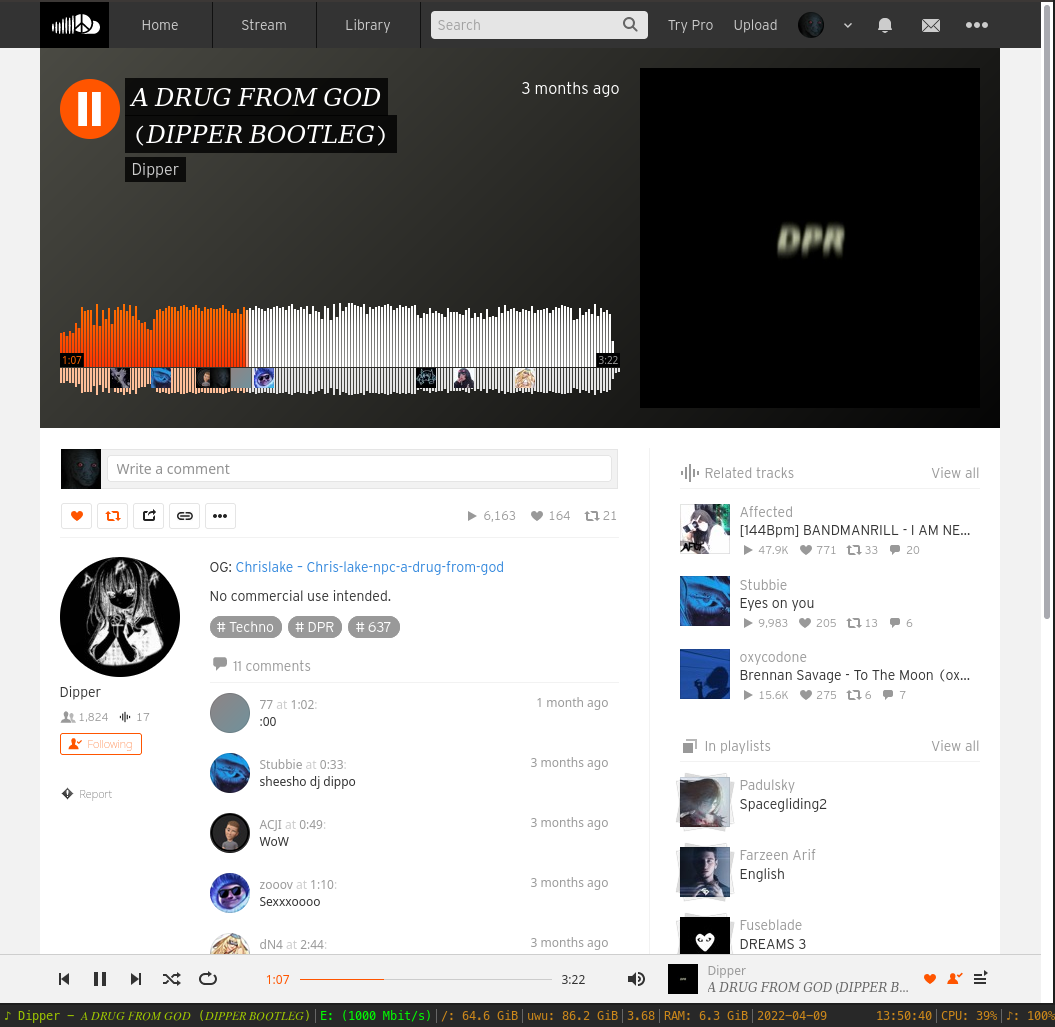 Home Stream Library Search Try Pro Upload
A DRUG FROM GOD
(DIPPER BOOTLEG)
Dipper
3 months ago
DPR
1:07 3:22
Write a comment
6,163 164 21
OG: Chrislake – Chris-lake-npc-a-drug-from-god
No commercial use intended.
# Techno # DPR # 637
11 comments
Dipper
1,824 17
Following
Report
77 at 1:02: 1 month ago
:00
Stubbie at 0:33: 3 months ago
sheesho dj dippo
ACJI at 0:49: 3 months ago
WoW
zooov at 1:10: 3 months ago
Sexxxoooo
dN4 at 2:44: 3 months ago
Related tracks View all
Affected
[144Bpm] BANDMANRILL - I AM NE...
47.9K 771 33 20
Stubbie
Eyes on you
9,983 205 13 6
oxycodone
Brennan Savage - To The Moon (ox...
15.6K 275 6 7
In playlists View all
Padulsky
Spacegliding2
Farzeen Arif
English
Fuseblade
DREAMS 3
1:07 3:22
Dipper
A DRUG FROM GOD (DIPPER B...
♪ Dipper – A DRUG FROM GOD (DIPPER BOOTLEG)|E: (1000 Mbit/s)|/: 64.6 GiB|uwu: 86.2 GiB|3.68|RAM: 6.3 GiB|2022-04-09 13:50:40|CPU: 39%|♪: 100%